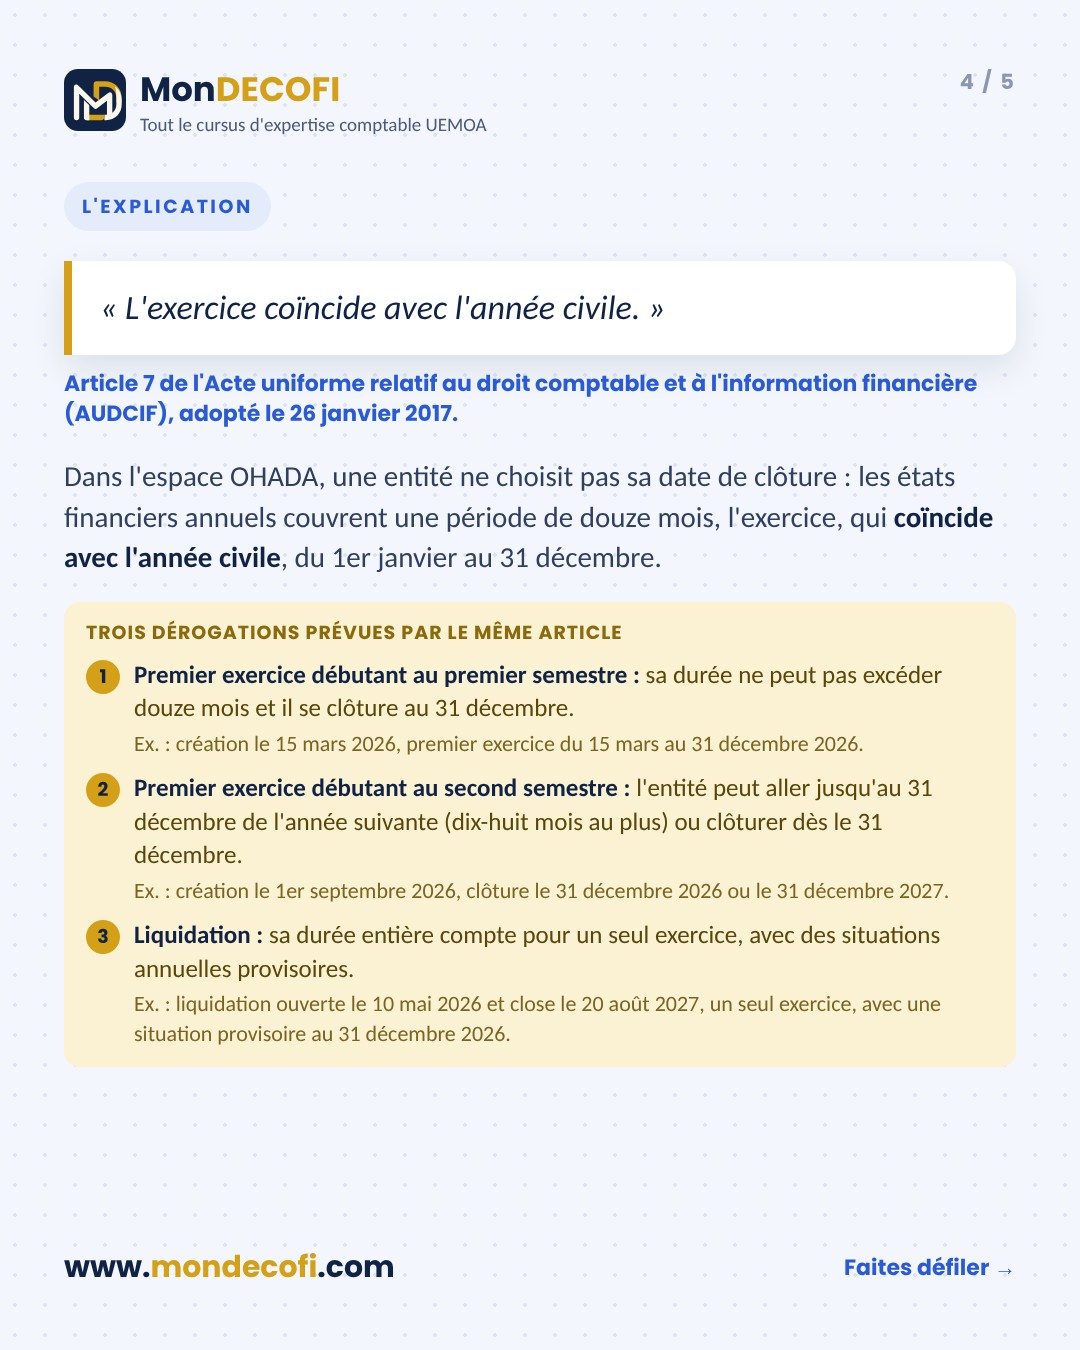 MonDECOFI
Tout le cursus d'expertise comptable UEMOA
4 / 5
L'EXPLICATION
« L'exercice coïncide avec l'année civile. »
Article 7 de l'Acte uniforme relatif au droit comptable et à l'information financière
(AUDCIF), adopté le 26 janvier 2017.
Dans l'espace OHADA, une entité ne choisit pas sa date de clôture : les états
financiers annuels couvrent une période de douze mois, l'exercice, qui coïncide
avec l'année civile, du 1er janvier au 31 décembre.
TROIS DÉROGATIONS PRÉVUES PAR LE MÊME ARTICLE
1 Premier exercice débutant au premier semestre : sa durée ne peut pas excéder
douze mois et il se clôture au 31 décembre.
Ex. : création le 15 mars 2026, premier exercice du 15 mars au 31 décembre 2026.
2 Premier exercice débutant au second semestre : l'entité peut aller jusqu'au 31
décembre de l'année suivante (dix-huit mois au plus) ou clôturer dès le 31
décembre.
Ex. : création le 1er septembre 2026, clôture le 31 décembre 2026 ou le 31 décembre 2027.
3 Liquidation : sa durée entière compte pour un seul exercice, avec des situations
annuelles provisoires.
Ex. : liquidation ouverte le 10 mai 2026 et close le 20 août 2027, un seul exercice, avec une
situation provisoire au 31 décembre 2026.
www.mondecofi.com
Faites défiler →